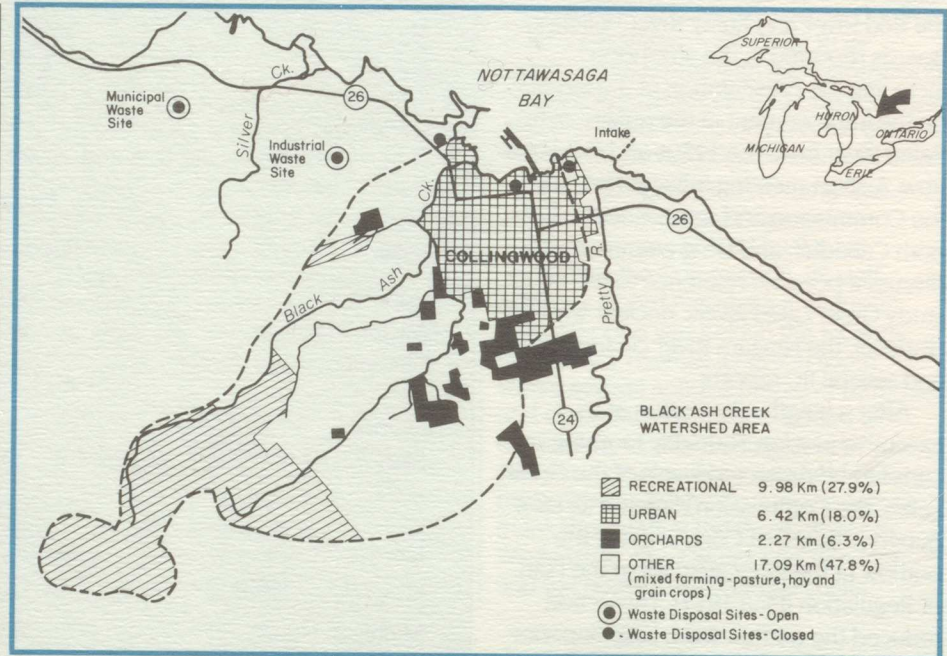 NOTTAWASAGA
BAY
SUPERIOR
HURON
ONTARIO
MICHIGAN
ERIE
Ck.
Silver
26
Municipal
Waste
Site
Industrial
Waste
Site
Intake
Ck.
26
COLLINGWOOD
Pretty R.
Black Ash
24
BLACK ASH CREEK
WATERSHED AREA
RECREATIONAL 9.98 Km (27.9%)
URBAN 6.42 Km (18.0%)
ORCHARDS 2.27 Km (6.3%)
OTHER 17.09 Km (47.8%)
(mixed farming-pasture, hay and
grain crops)
Waste Disposal Sites - Open
- Waste Disposal Sites - Closed